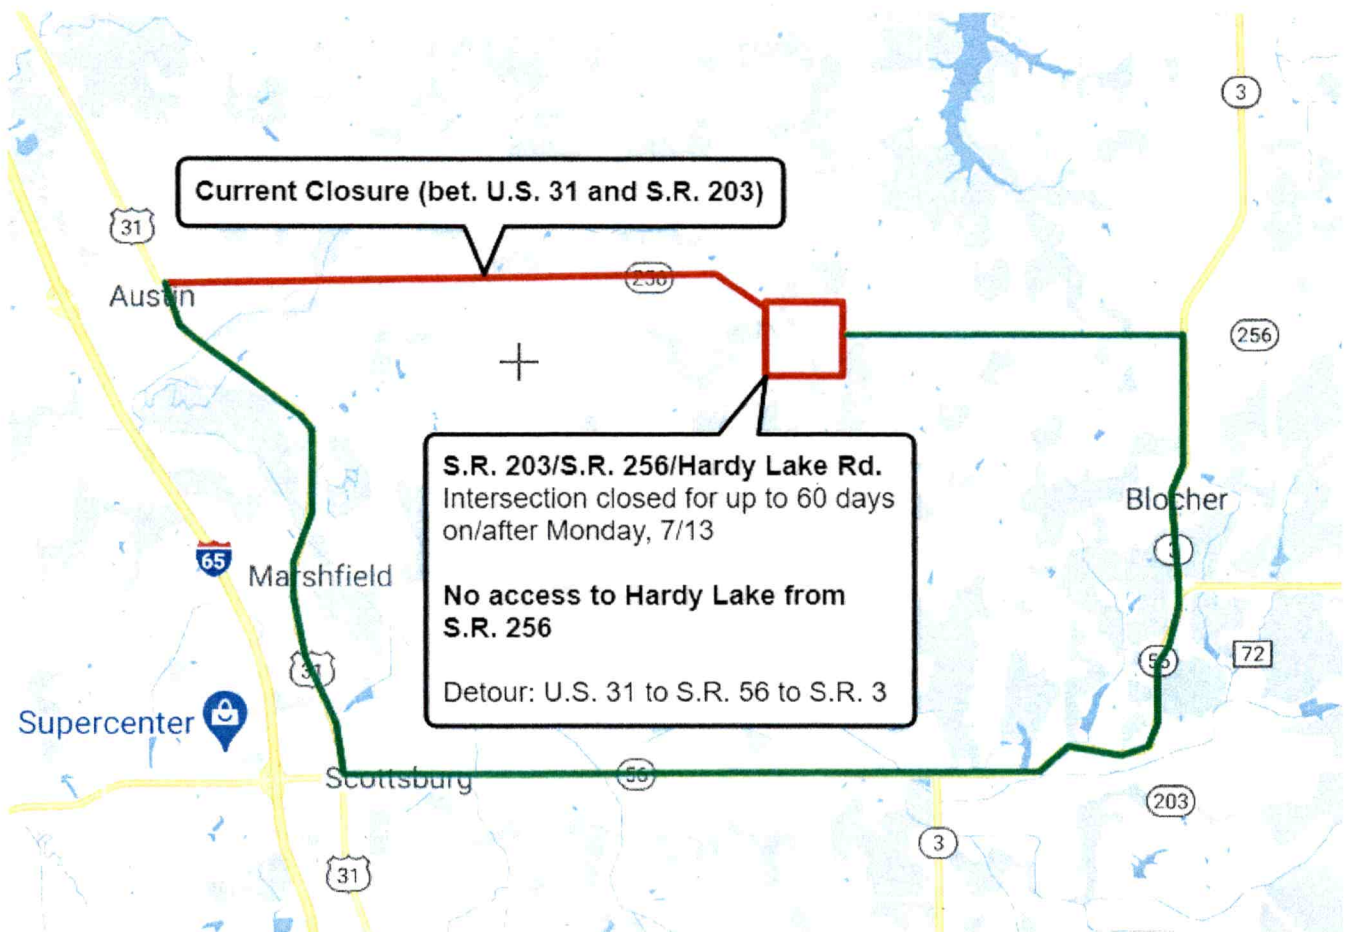 3
Current Closure (bet. U.S. 31 and S.R. 203)
31
256
Austin
256
S.R. 203/S.R. 256/Hardy Lake Rd.
Intersection closed for up to 60 days
on/after Monday, 7/13
No access to Hardy Lake from
S.R. 256
Detour: U.S. 31 to S.R. 56 to S.R. 3
Blocher
3
65
Marshfield
31
56
72
Supercenter
Scottsburg
56
203
3
31